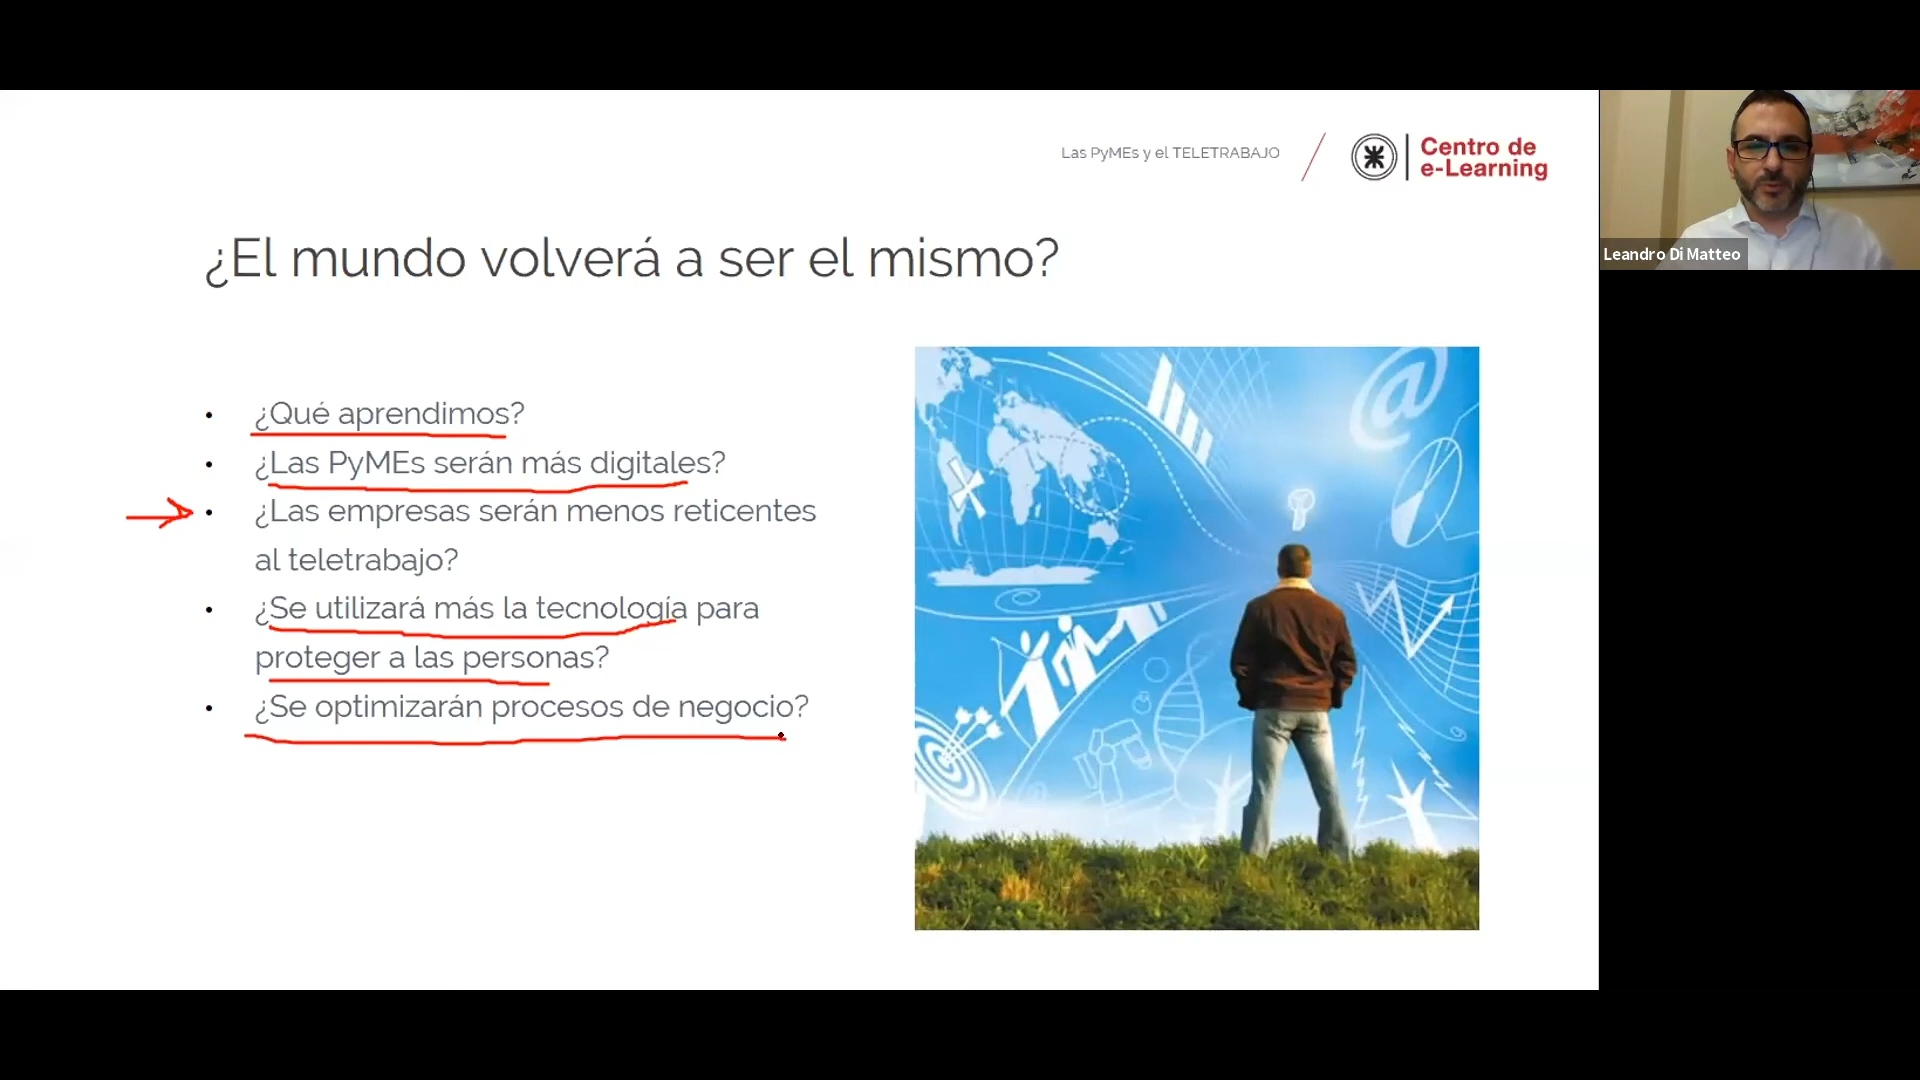 Las PyMEs y el TELETRABAJO
Centro de
e-Learning
Leandro Di Matteo
¿El mundo volverá a ser el mismo?
• ¿Qué aprendimos?
• ¿Las PyMEs serán más digitales?
• ¿Las empresas serán menos reticentes
al teletrabajo?
• ¿Se utilizará más la tecnología para
proteger a las personas?
• ¿Se optimizarán procesos de negocio?
@